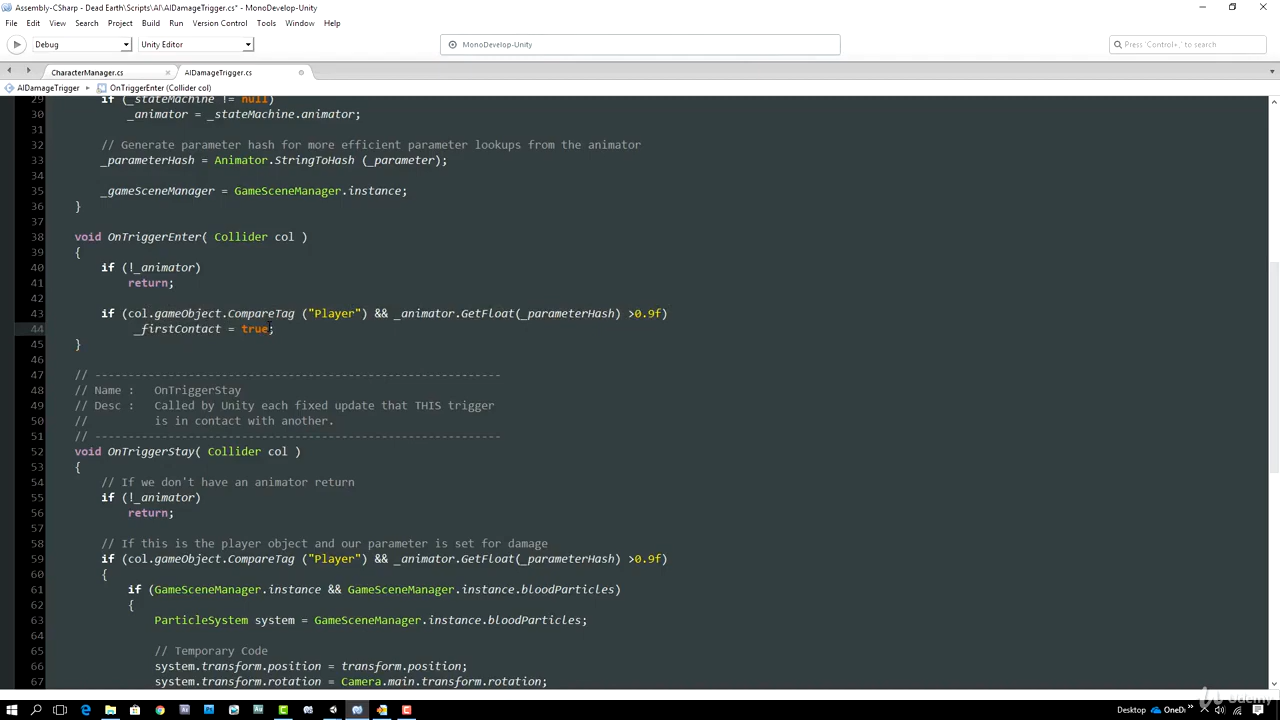 Assembly-CSharp - Dead Earth\Scripts\AI\AIDamageTrigger.cs* - MonoDevelop-Unity
File Edit View Search Project Build Run Version Control Tools Window Help
Debug Unity Editor MonoDevelop-Unity Press 'Control+,' to search
CharacterManager.cs × AIDamageTrigger.cs
AIDamageTrigger OnTriggerEnter (Collider col)
29 if (_stateMachine != null)
30 _animator = _stateMachine.animator;
31
32 // Generate parameter hash for more efficient parameter lookups from the animator
33 _parameterHash = Animator.StringToHash (_parameter);
34
35 _gameSceneManager = GameSceneManager.instance;
36 }
37
38 void OnTriggerEnter( Collider col )
39 {
40 if (!_animator)
41 return;
42
43 if (col.gameObject.CompareTag ("Player") && _animator.GetFloat(_parameterHash) >0.9f)
44 _firstContact = true;
45 }
46
47 // -------------------------------------------------------------
48 // Name : OnTriggerStay
49 // Desc : Called by Unity each fixed update that THIS trigger
50 // is in contact with another.
51 // -------------------------------------------------------------
52 void OnTriggerStay( Collider col )
53 {
54 // If we don't have an animator return
55 if (!_animator)
56 return;
57
58 // If this is the player object and our parameter is set for damage
59 if (col.gameObject.CompareTag ("Player") && _animator.GetFloat(_parameterHash) >0.9f)
60 {
61 if (GameSceneManager.instance && GameSceneManager.instance.bloodParticles)
62 {
63 ParticleSystem system = GameSceneManager.instance.bloodParticles;
64
65 // Temporary Code
66 system.transform.position = transform.position;
67 system.transform.rotation = Camera.main.transform.rotation;
Desktop OneD
Udemy